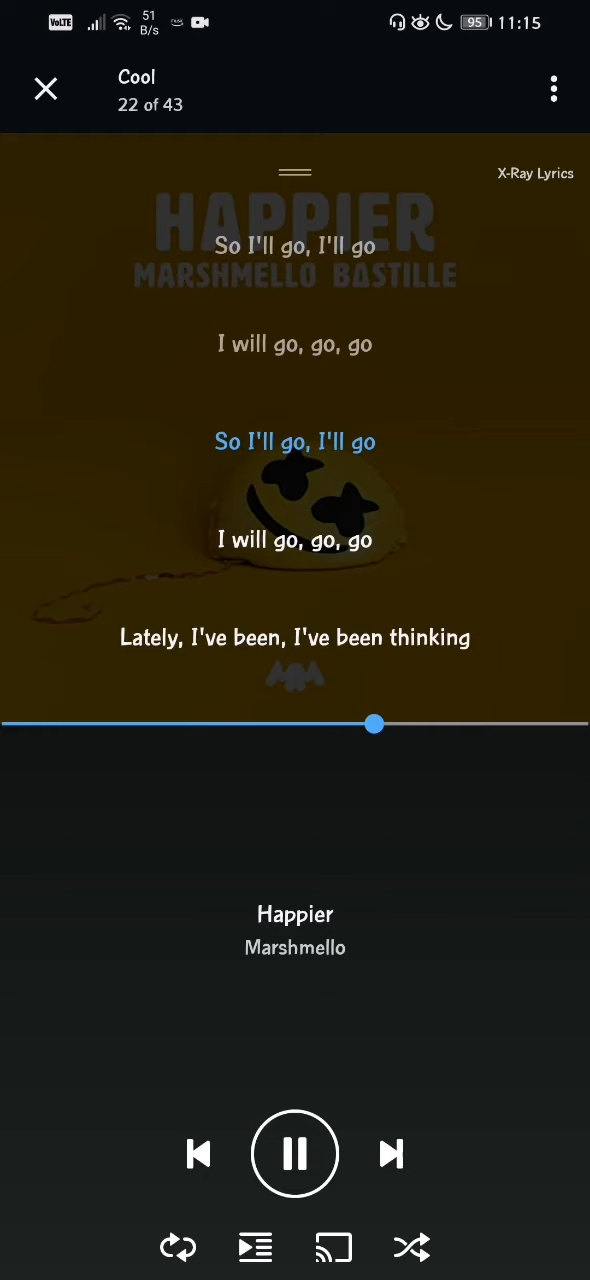 VoLTE
51
B/s
95
11:15
Cool
22 of 43
X-Ray Lyrics
HAPPIER
MARSHMELLO BASTILLE
So I'll go, I'll go
I will go, go, go
So I'll go, I'll go
I will go, go, go
Lately, I've been, I've been thinking
Happier
Marshmello